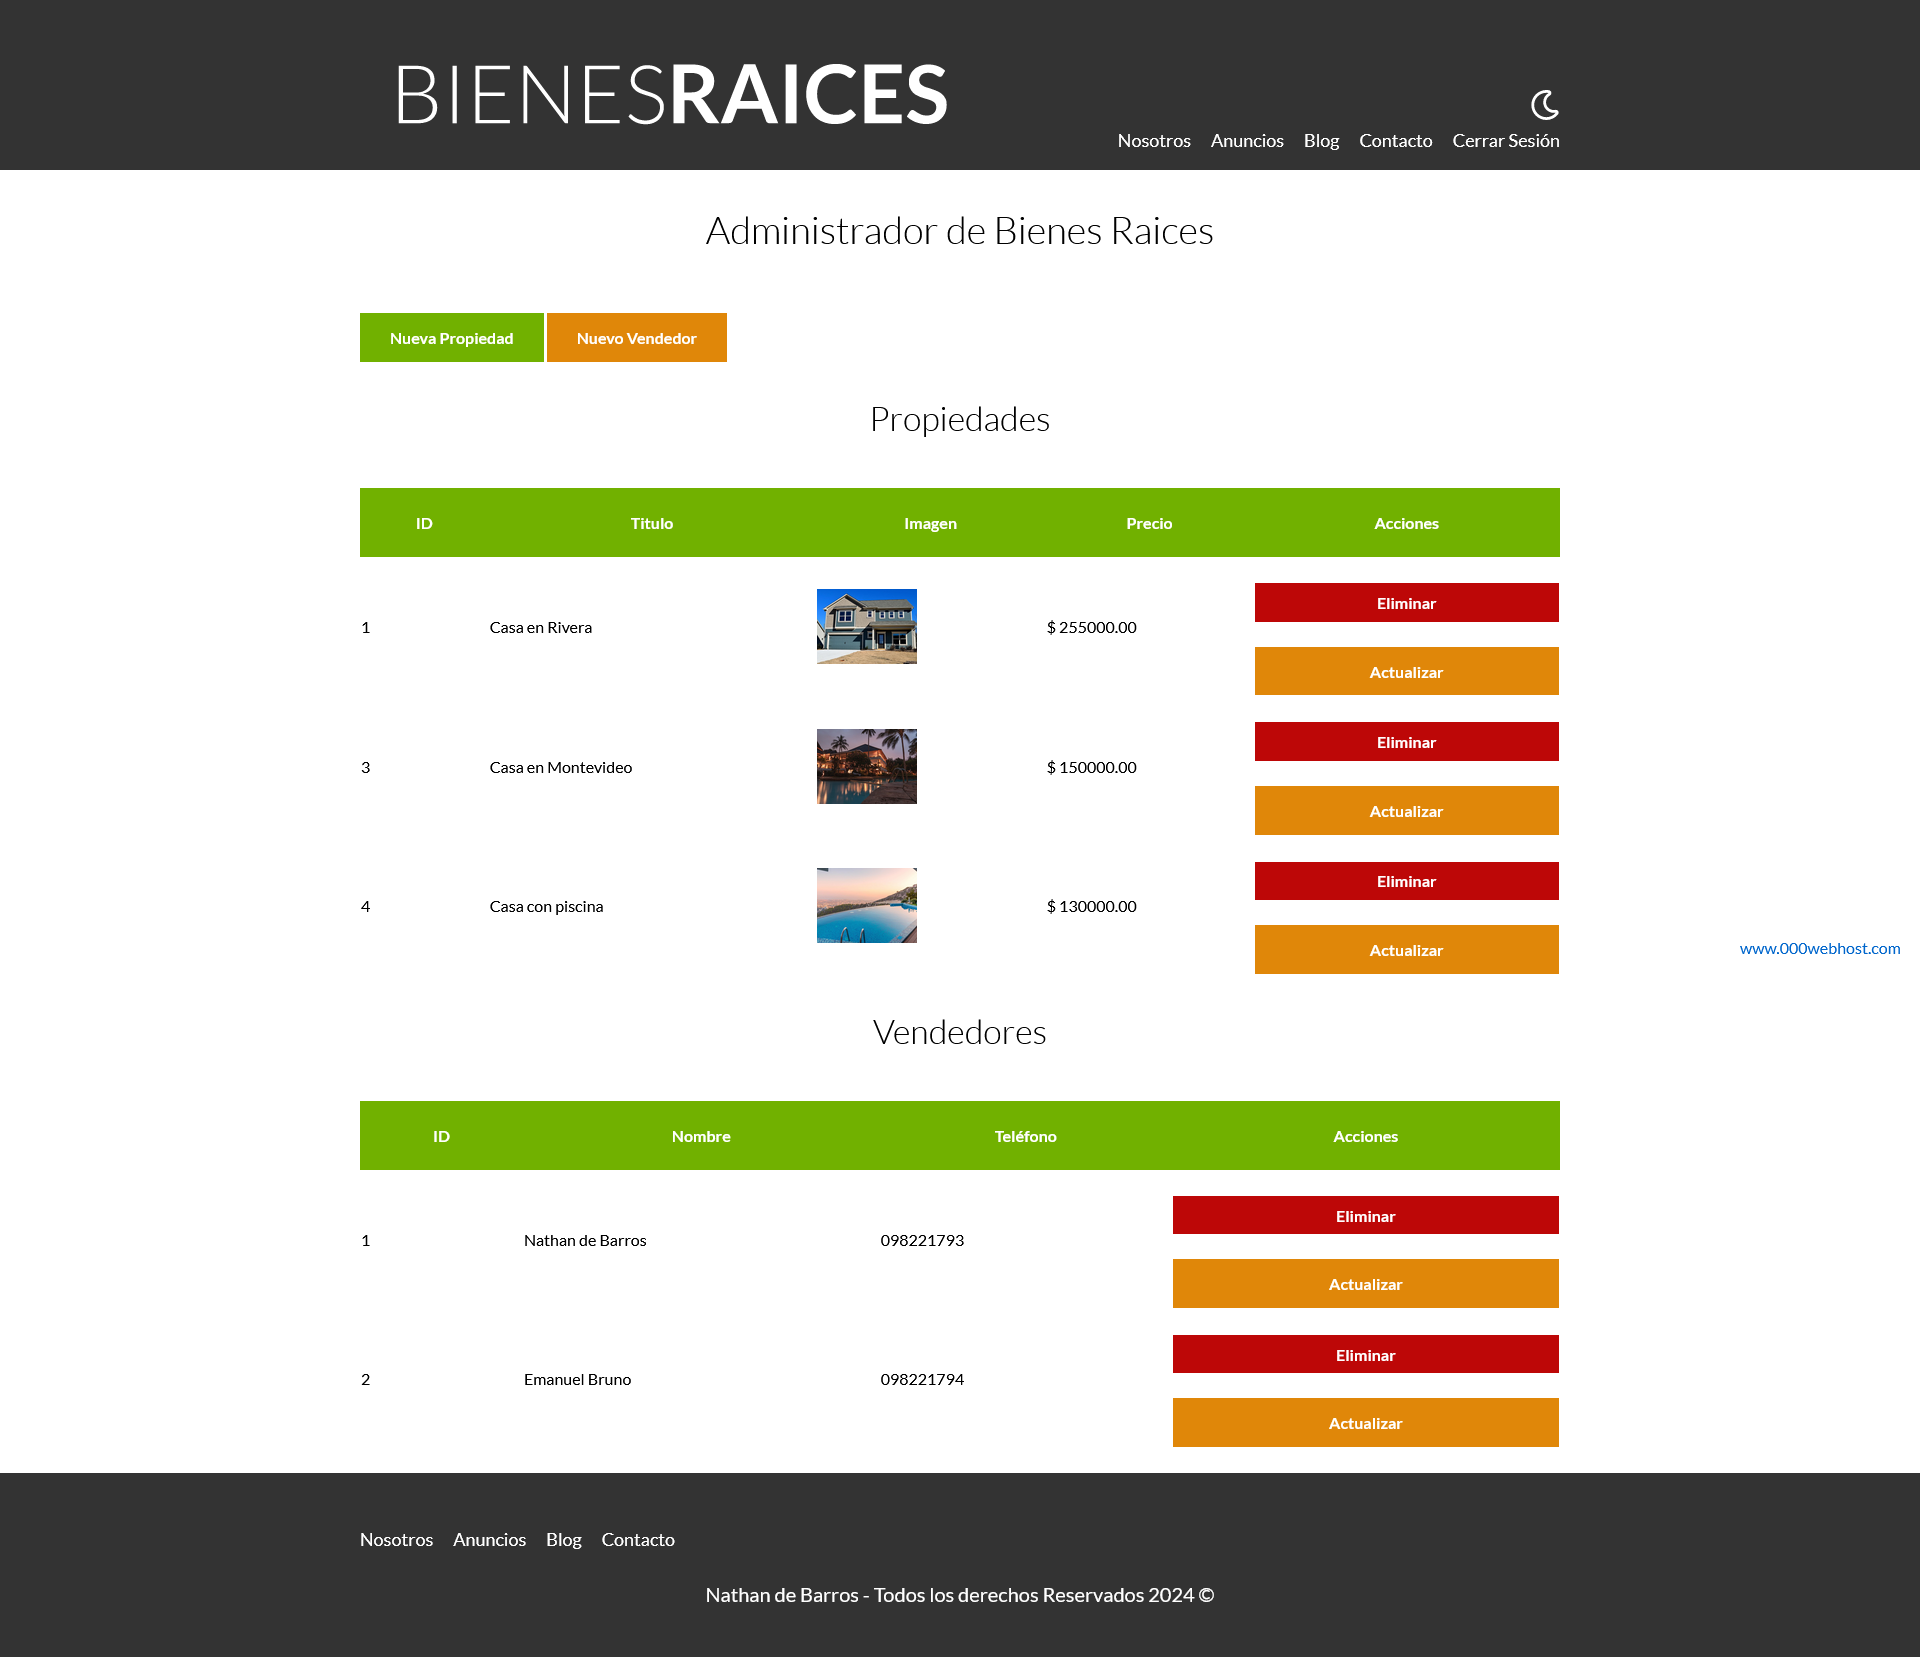 BIENESRAICES
Nosotros Anuncios Blog Contacto Cerrar Sesión
Administrador de Bienes Raices
Nueva Propiedad Nuevo Vendedor
Propiedades
ID Titulo Imagen Precio Acciones
1 Casa en Rivera $ 255000.00 Eliminar
Actualizar
3 Casa en Montevideo $ 150000.00 Eliminar
Actualizar
4 Casa con piscina $ 130000.00 Eliminar
Actualizar
www.000webhost.com
Vendedores
ID Nombre Teléfono Acciones
1 Nathan de Barros 098221793 Eliminar
Actualizar
2 Emanuel Bruno 098221794 Eliminar
Actualizar
Nosotros Anuncios Blog Contacto
Nathan de Barros - Todos los derechos Reservados 2024 ©